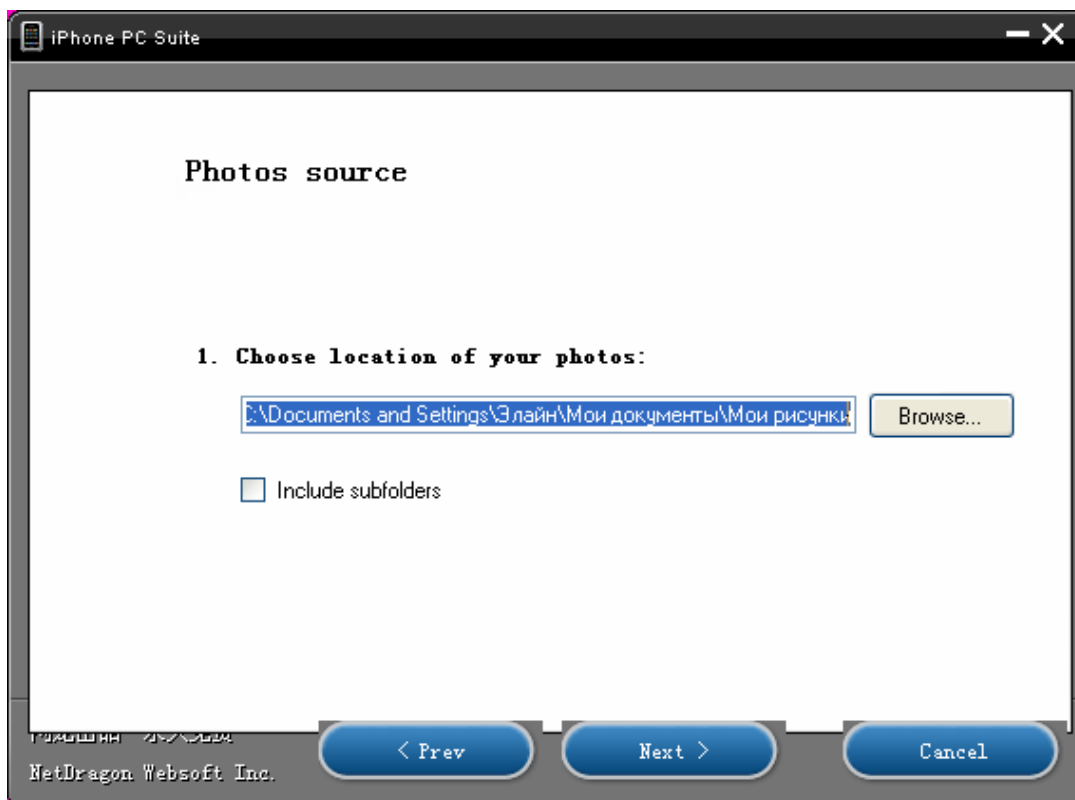 iPhone PC Suite
Photos source
1. Choose location of your photos:
C:\Documents and Settings\Элайн\Мои документы\Мои рисунки
Browse...
Include subfolders
NetDragon Websoft Inc.
< Prev
Next >
Cancel